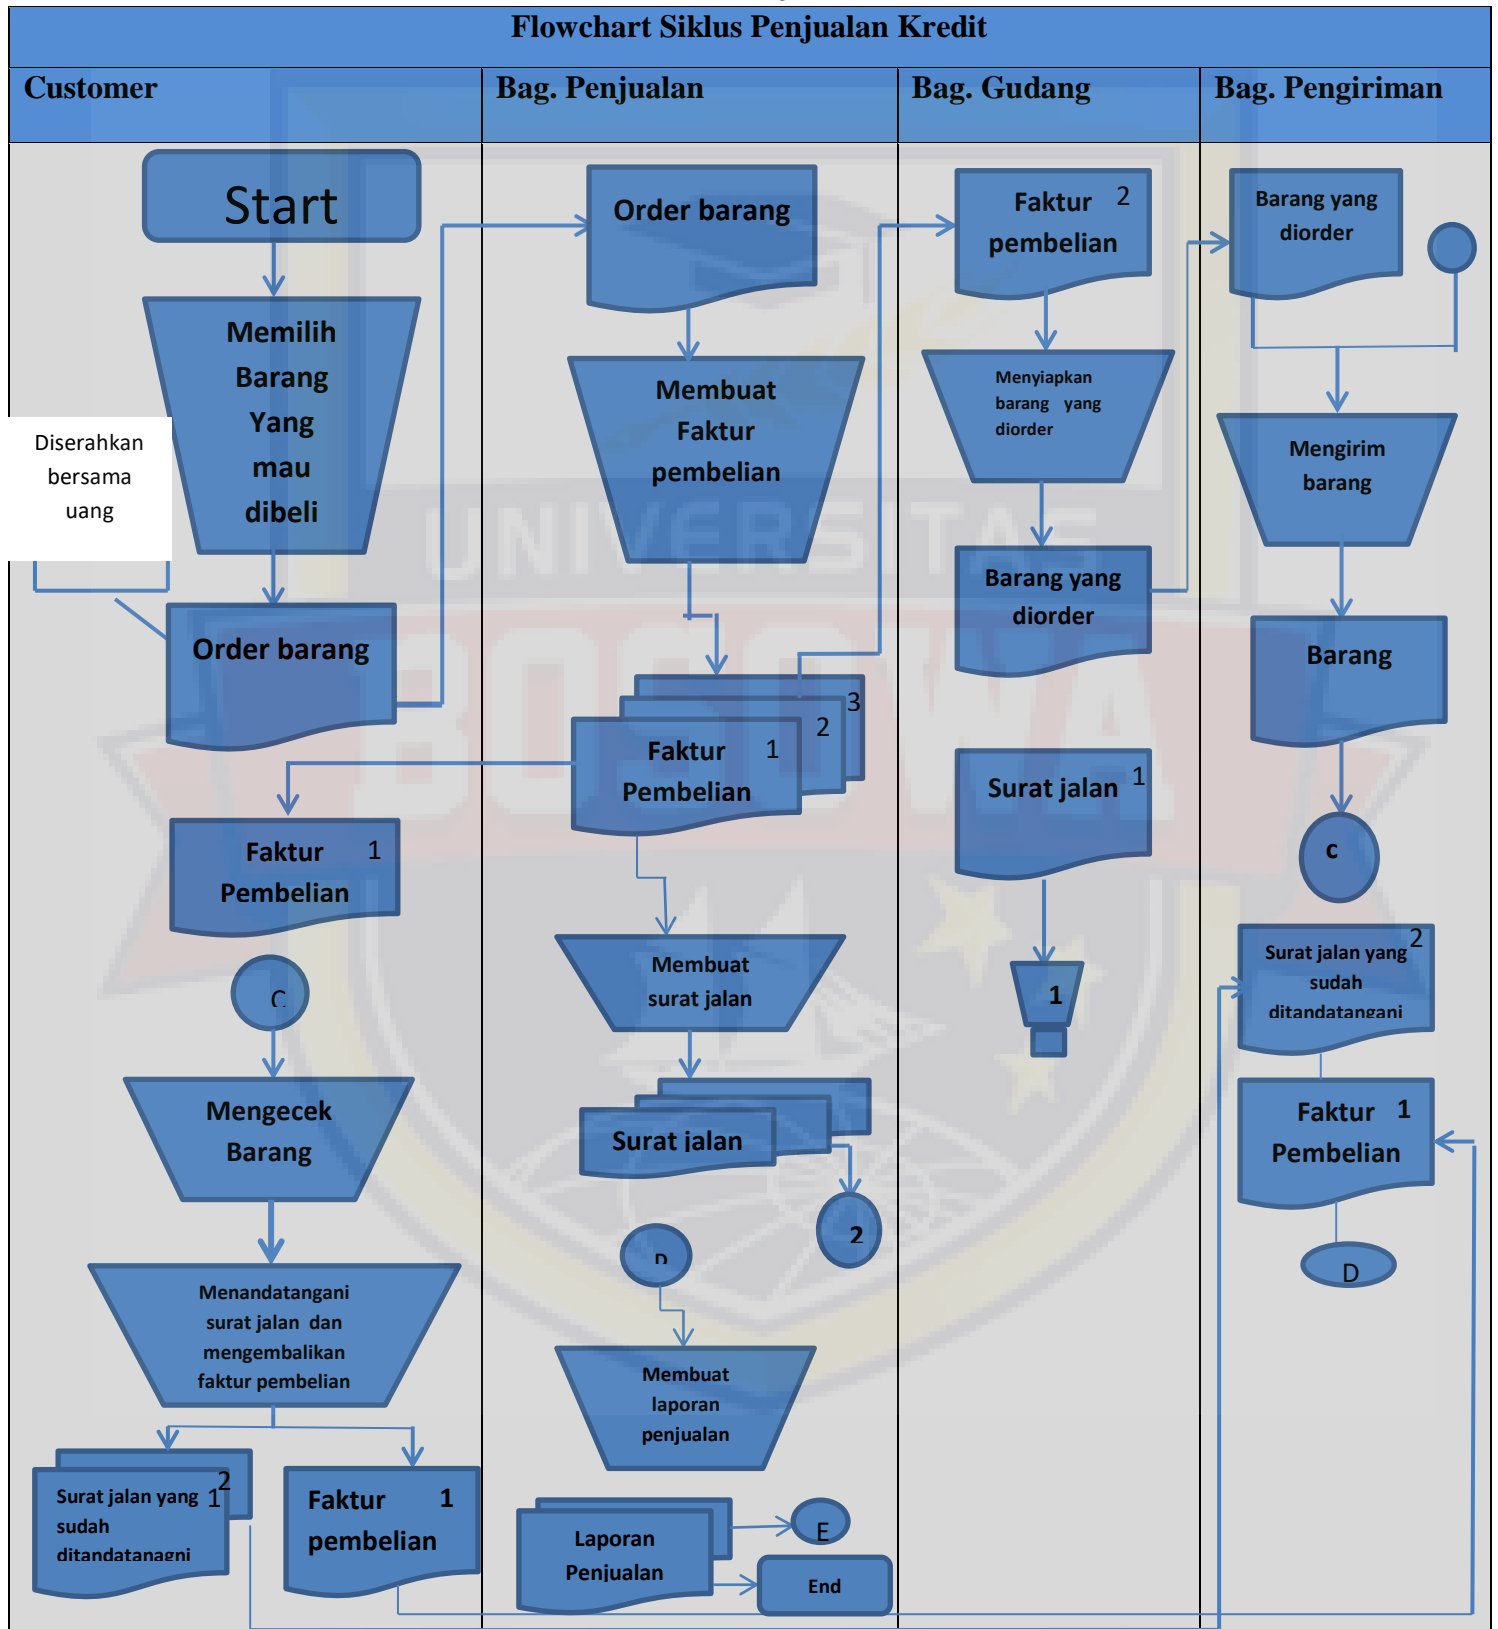 Flowchart Siklus Penjualan Kredit
Customer
Bag. Penjualan
Bag. Gudang
Bag. Pengiriman
Start
Memilih
Barang
Yang
mau
dibeli
Diserahkan
bersama
uang
Order barang
Faktur 1
Pembelian
C
Mengecek
Barang
Menandatangani
surat jalan dan
mengembalikan
faktur pembelian
2
Surat jalan yang 1
sudah
ditandatanagni
Faktur 1
pembelian
Order barang
Membuat
Faktur
pembelian
3
2
Faktur 1
Pembelian
Membuat
surat jalan
Surat jalan
2
D
Membuat
laporan
penjualan
Laporan
Penjualan
E
End
Faktur 2
pembelian
Menyiapkan
barang yang
diorder
Barang yang
diorder
Surat jalan 1
1
Barang yang
diorder
Mengirim
barang
Barang
c
Surat jalan yang 2
sudah
ditandatangani
Faktur 1
Pembelian
D
UNIVERSITAS
BOSOWA